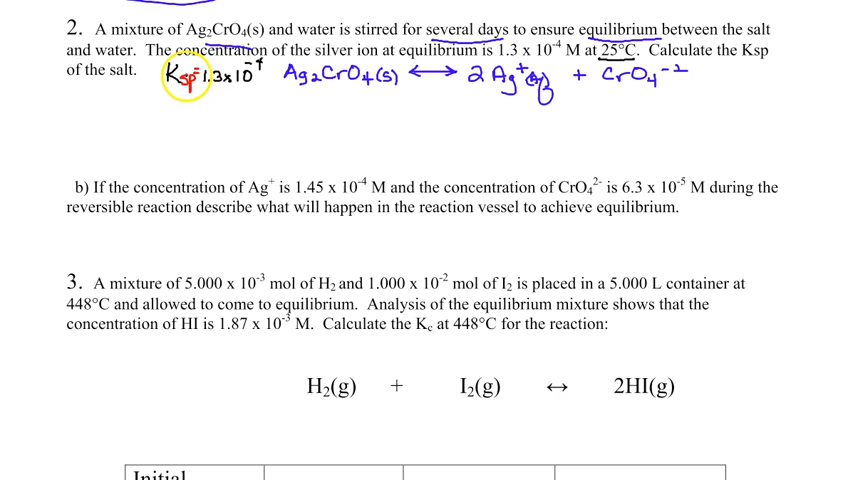 2. A mixture of Ag₂CrO₄(s) and water is stirred for several days to ensure equilibrium between the salt
and water. The concentration of the silver ion at equilibrium is 1.3 x 10⁻⁴ M at 25°C. Calculate the Ksp
of the salt.
Ksp=1.3x10⁻⁴ Ag₂CrO₄(s) ⟷ 2Ag⁺(aq) + CrO₄⁻²
b) If the concentration of Ag⁺ is 1.45 x 10⁻⁴ M and the concentration of CrO₄²⁻ is 6.3 x 10⁻⁵ M during the
reversible reaction describe what will happen in the reaction vessel to achieve equilibrium.
3. A mixture of 5.000 x 10⁻³ mol of H₂ and 1.000 x 10⁻² mol of I₂ is placed in a 5.000 L container at
448°C and allowed to come to equilibrium. Analysis of the equilibrium mixture shows that the
concentration of HI is 1.87 x 10⁻³ M. Calculate the Kc at 448°C for the reaction:
H₂(g) + I₂(g) ↔ 2HI(g)
Initial